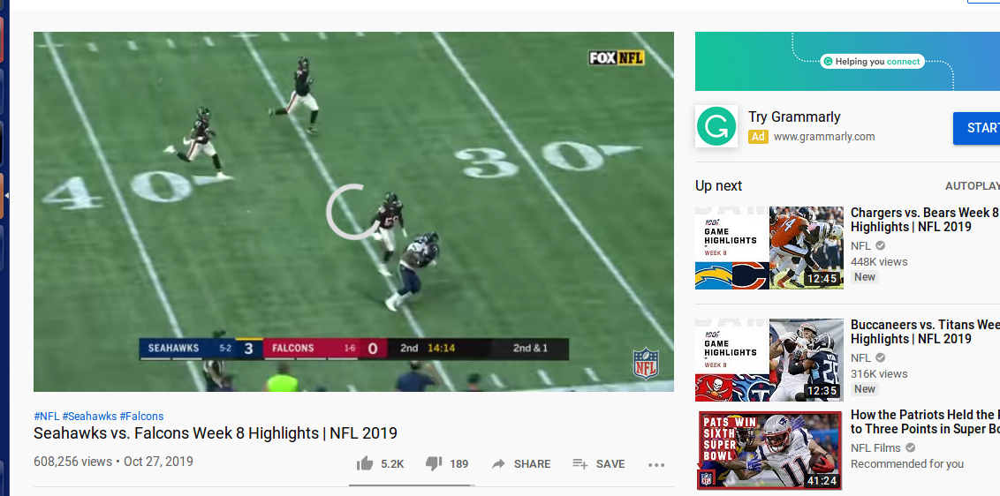 FOX NFL
40
30
SEAHAWKS 5-2 3 FALCONS 1-6 0 2nd 14:14 2nd & 1
NFL
#NFL #Seahawks #Falcons
Seahawks vs. Falcons Week 8 Highlights | NFL 2019
608,256 views • Oct 27, 2019
5.2K 189 SHARE SAVE
Helping you connect
Try Grammarly
Ad www.grammarly.com
START
Up next
AUTOPLAY
GAME
HIGHLIGHTS
WEEK 8
12:45
Chargers vs. Bears Week 8
Highlights | NFL 2019
NFL
448K views
New
GAME
HIGHLIGHTS
WEEK 8
12:35
Buccaneers vs. Titans Wee
Highlights | NFL 2019
NFL
316K views
New
PATS WIN
SIXTH
SUPER
BOWL
41:24
How the Patriots Held the
to Three Points in Super Bo
NFL Films
Recommended for you